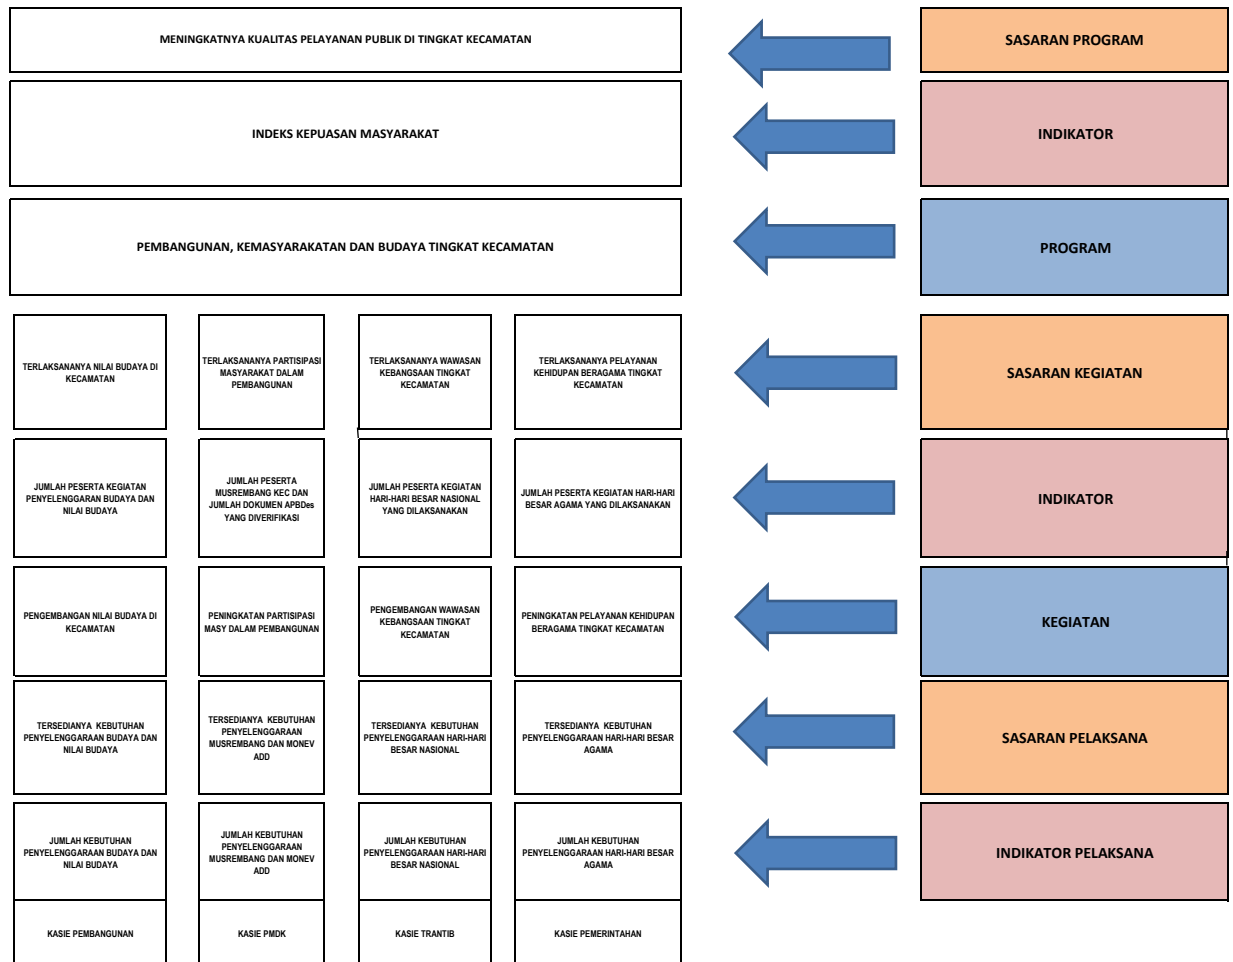 MENINGKATNYA KUALITAS PELAYANAN PUBLIK DI TINGKAT KECAMATAN
SASARAN PROGRAM
INDEKS KEPUASAN MASYARAKAT
INDIKATOR
PEMBANGUNAN, KEMASYARAKATAN DAN BUDAYA TINGKAT KECAMATAN
PROGRAM
TERLAKSANANYA NILAI BUDAYA DI
KECAMATAN
TERLAKSANANYA PARTISIPASI
MASYARAKAT DALAM
PEMBANGUNAN
TERLAKSANANYA WAWASAN
KEBANGSAAN TINGKAT
KECAMATAN
TERLAKSANANYA PELAYANAN
KEHIDUPAN BERAGAMA TINGKAT
KECAMATAN
SASARAN KEGIATAN
JUMLAH PESERTA KEGIATAN
PENYELENGGARAN BUDAYA DAN
NILAI BUDAYA
JUMLAH PESERTA
MUSREMBANG KEC DAN
JUMLAH DOKUMEN APBDes
YANG DIVERIFIKASI
JUMLAH PESERTA KEGIATAN
HARI-HARI BESAR NASIONAL
YANG DILAKSANAKAN
JUMLAH PESERTA KEGIATAN HARI-HARI
BESAR AGAMA YANG DILAKSANAKAN
INDIKATOR
PENGEMBANGAN NILAI BUDAYA DI
KECAMATAN
PENINGKATAN PARTISIPASI
MASY DALAM PEMBANGUNAN
PENGEMBANGAN WAWASAN
KEBANGSAAN TINGKAT
KECAMATAN
PENINGKATAN PELAYANAN KEHIDUPAN
BERAGAMA TINGKAT KECAMATAN
KEGIATAN
TERSEDIANYA KEBUTUHAN
PENYELENGGARAAN BUDAYA DAN
NILAI BUDAYA
TERSEDIANYA KEBUTUHAN
PENYELENGGARAAN
MUSREMBANG DAN MONEV
ADD
TERSEDIANYA KEBUTUHAN
PENYELENGGARAAN HARI-HARI
BESAR NASIONAL
TERSEDIANYA KEBUTUHAN
PENYELENGGARAAN HARI-HARI BESAR
AGAMA
SASARAN PELAKSANA
JUMLAH KEBUTUHAN
PENYELENGGARAAN BUDAYA DAN
NILAI BUDAYA
JUMLAH KEBUTUHAN
PENYELENGGARAAN
MUSREMBANG DAN MONEV
ADD
JUMLAH KEBUTUHAN
PENYELENGGARAAN HARI-HARI
BESAR NASIONAL
JUMLAH KEBUTUHAN
PENYELENGGARAAN HARI-HARI BESAR
AGAMA
INDIKATOR PELAKSANA
KASIE PEMBANGUNAN
KASIE PMDK
KASIE TRANTIB
KASIE PEMERINTAHAN